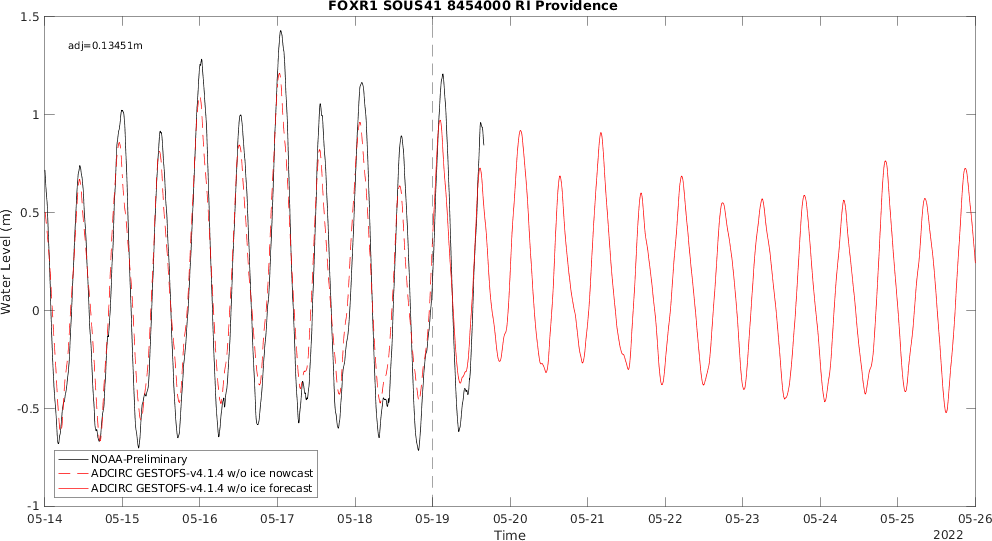 FOXR1 SOUS41 8454000 RI Providence
adj=0.13451m
1.5
1
0.5
0
-0.5
-1
Water Level (m)
NOAA-Preliminary
ADCIRC GESTOFS-v4.1.4 w/o ice nowcast
ADCIRC GESTOFS-v4.1.4 w/o ice forecast
05-14 05-15 05-16 05-17 05-18 05-19 05-20 05-21 05-22 05-23 05-24 05-25 05-26
Time
2022